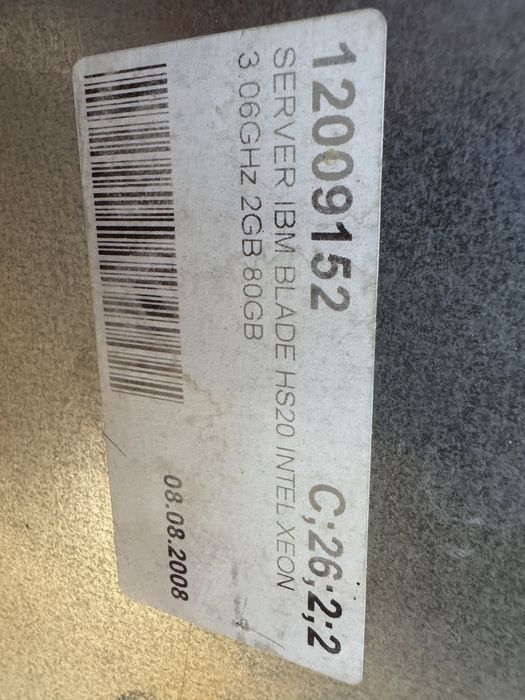 12009152 C;26;2;2
SERVER IBM BLADE HS20 INTEL XEON
3.06GHz 2GB 80GB
08.08.2008